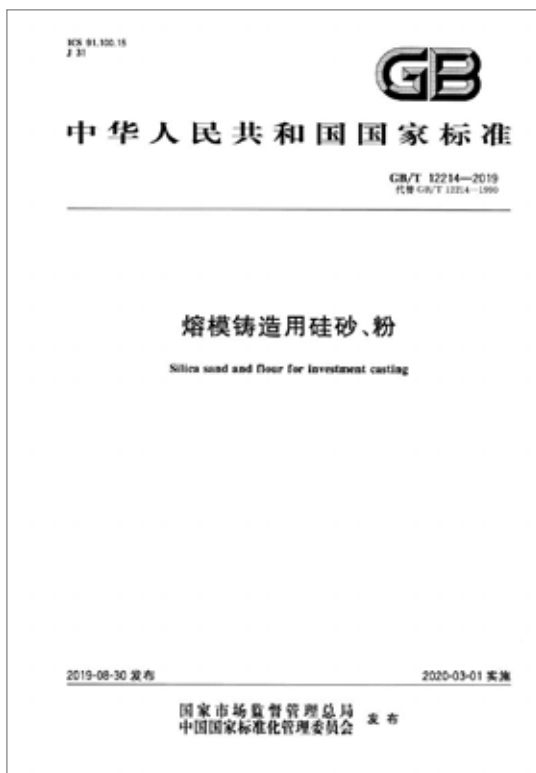 ICS 91.100.15
J 31
GB
中华人民共和国国家标准
GB/T 12214—2019
代替 GB/T 12214—1990
熔模铸造用硅砂、粉
Silica sand and flour for investment casting
2019-08-30 发布
2020-03-01 实施
国家市场监督管理总局
中国国家标准化管理委员会
发布